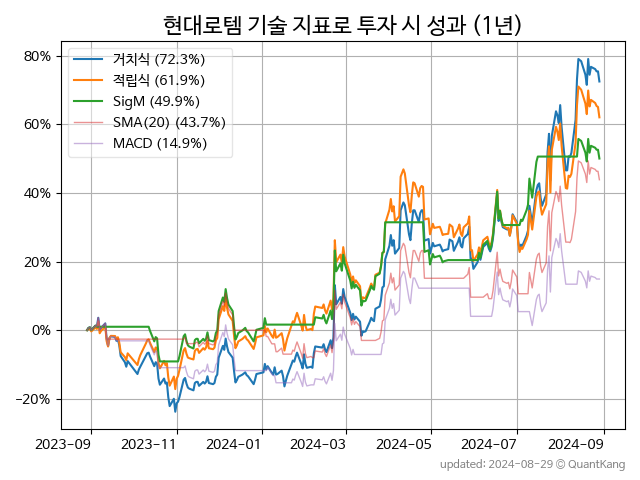 현대로템 기술 지표로 투자 시 성과 (1년)
80%
60%
40%
20%
0%
−20%
거치식 (72.3%)
적립식 (61.9%)
SigM (49.9%)
SMA(20) (43.7%)
MACD (14.9%)
2023-09
2023-11
2024-01
2024-03
2024-05
2024-07
2024-09
updated: 2024-08-29 © QuantKang